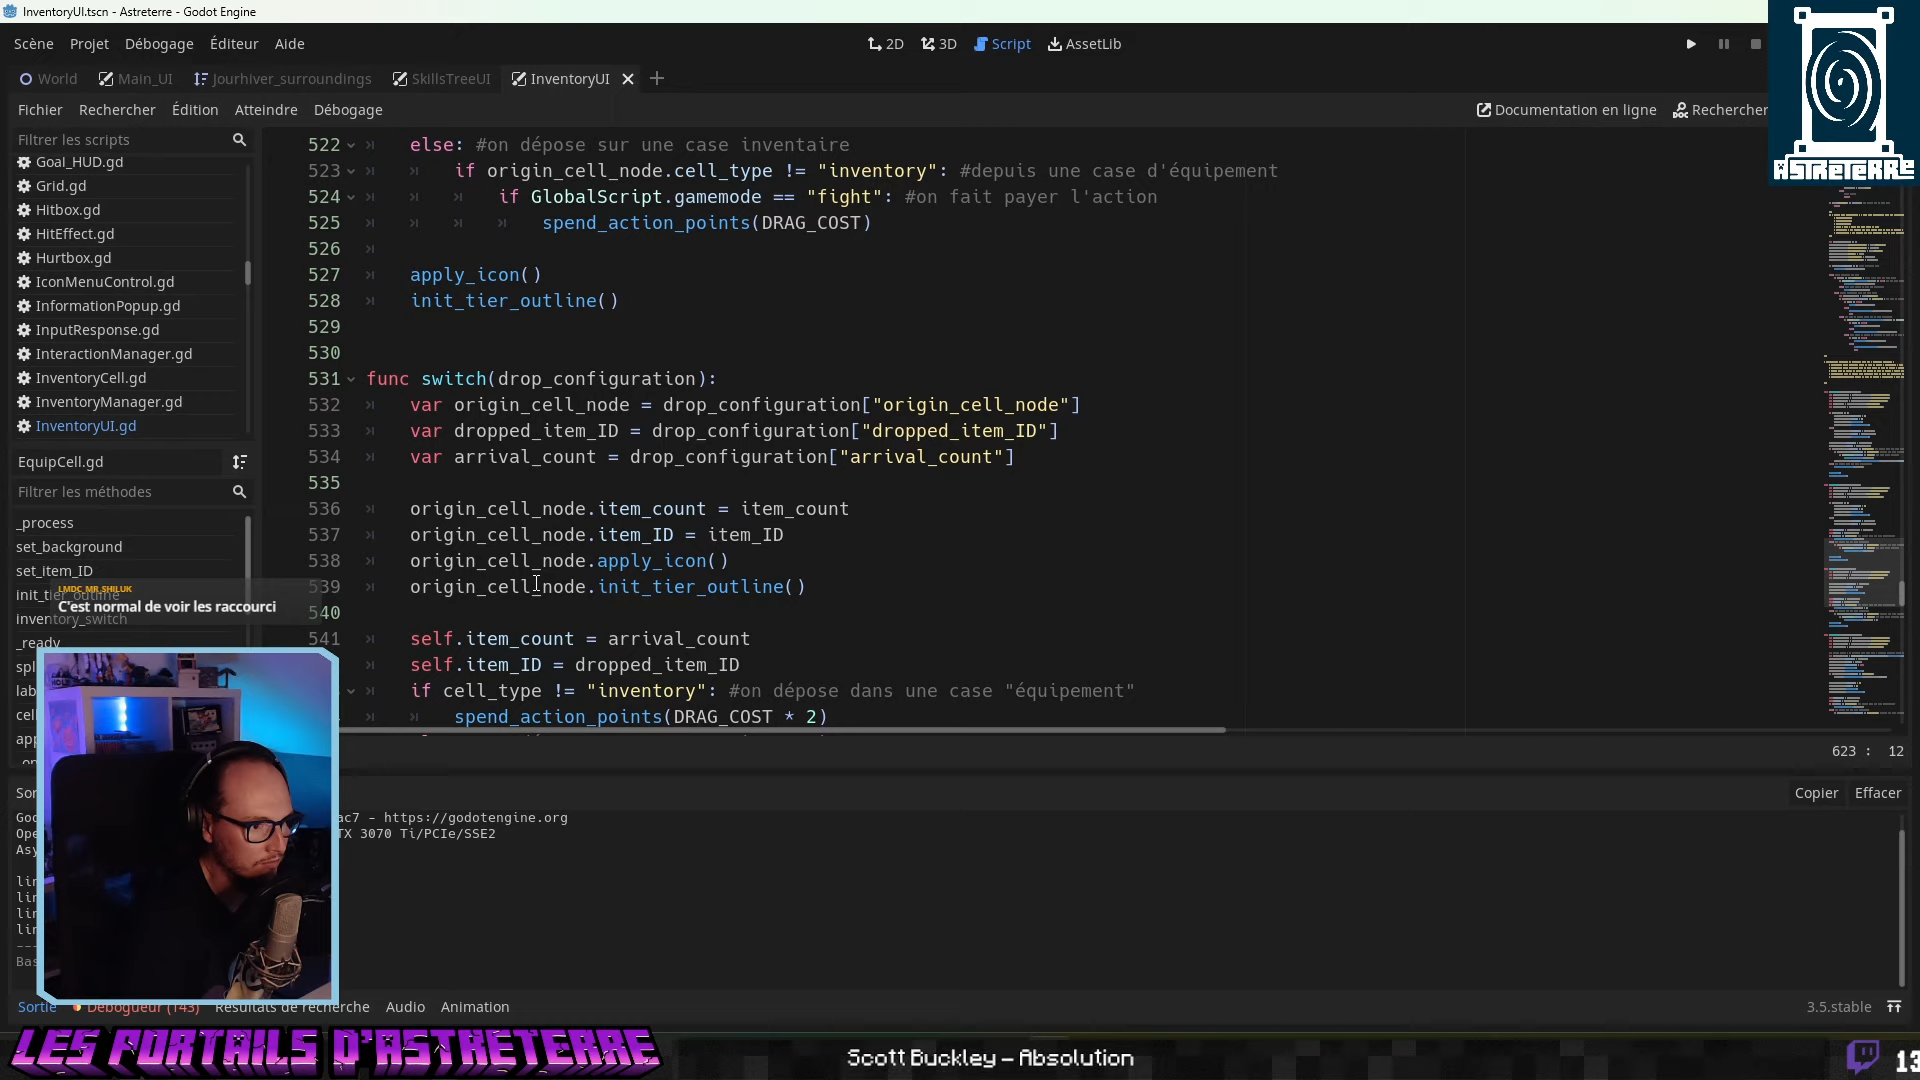 InventoryUI.tscn - Astreterre - Godot Engine
Scène Projet Débogage Éditeur Aide
2D 3D Script AssetLib
World Main_UI Jourhiver_surroundings SkillsTreeUI InventoryUI
Fichier Rechercher Édition Atteindre Débogage
Documentation en ligne Rechercher
ASTRETERRE
Filtrer les scripts
Goal_HUD.gd
Grid.gd
Hitbox.gd
HitEffect.gd
Hurtbox.gd
IconMenuControl.gd
InformationPopup.gd
InputResponse.gd
InteractionManager.gd
InventoryCell.gd
InventoryManager.gd
InventoryUI.gd
EquipCell.gd
Filtrer les méthodes
_process
set_background
set_item_ID
init_tier_outline
inventory_switch
_ready
LMDC_MR_SHILUK
C'est normal de voir les raccourci
522 else: #on dépose sur une case inventaire
523 if origin_cell_node.cell_type != "inventory": #depuis une case d'équipement
524 if GlobalScript.gamemode == "fight": #on fait payer l'action
525 spend_action_points(DRAG_COST)
526
527 apply_icon()
528 init_tier_outline()
529
530
531 func switch(drop_configuration):
532 var origin_cell_node = drop_configuration["origin_cell_node"]
533 var dropped_item_ID = drop_configuration["dropped_item_ID"]
534 var arrival_count = drop_configuration["arrival_count"]
535
536 origin_cell_node.item_count = item_count
537 origin_cell_node.item_ID = item_ID
538 origin_cell_node.apply_icon()
539 origin_cell_node.init_tier_outline()
540
541 self.item_count = arrival_count
self.item_ID = dropped_item_ID
if cell_type != "inventory": #on dépose dans une case "équipement"
spend_action_points(DRAG_COST * 2)
623 : 12
Copier Effacer
ac7 - https://godotengine.org
TX 3070 Ti/PCIe/SSE2
Sortie Débogueur (143) Résultats de recherche Audio Animation
3.5.stable
LES PORTAILS D'ASTRETERRE
Scott Buckley – Absolution
13